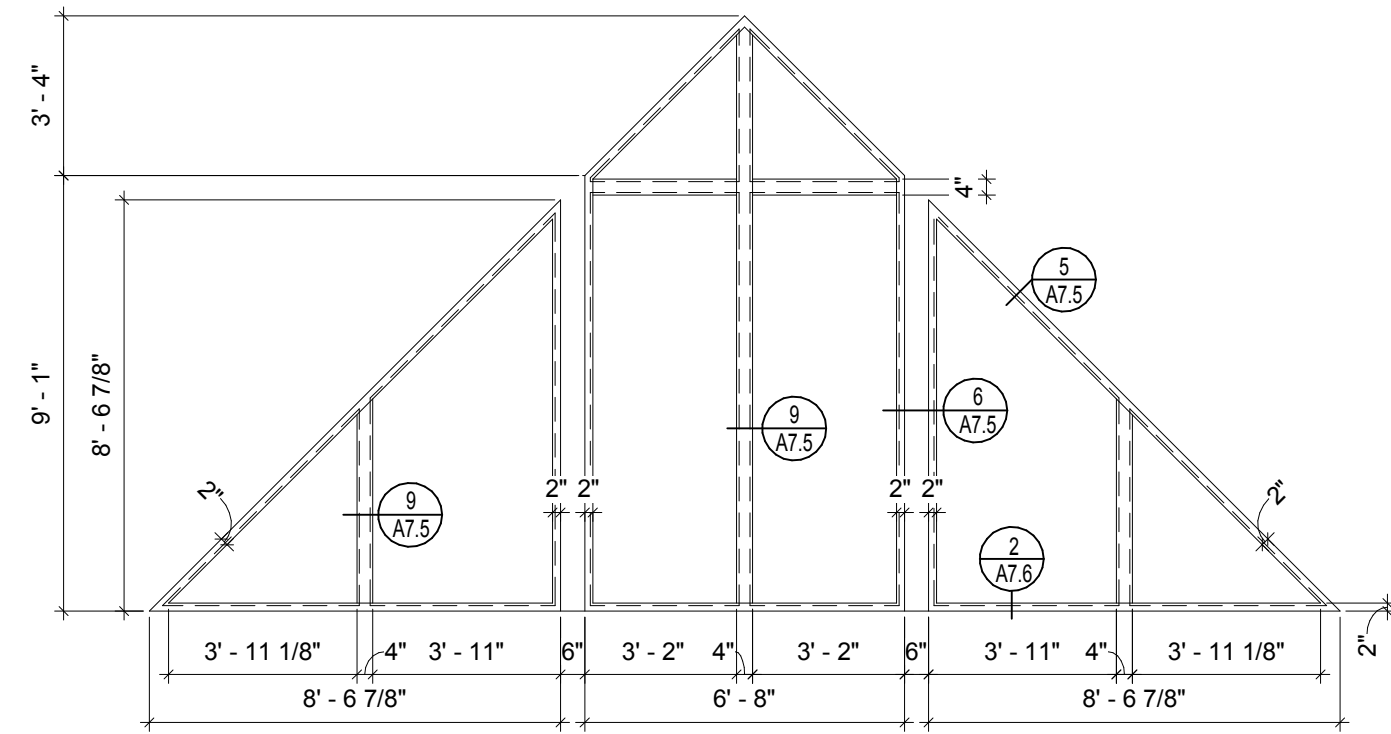 3' - 4"
9' - 1"
8' - 6 7/8"
4"
5
A7.5
6
A7.5
9
A7.5
9
A7.5
2"
2"
2"
2"
2"
2"
2
A7.6
2"
3' - 11 1/8"
4"
3' - 11"
6"
3' - 2"
4"
3' - 2"
6"
3' - 11"
4"
3' - 11 1/8"
8' - 6 7/8"
6' - 8"
8' - 6 7/8"